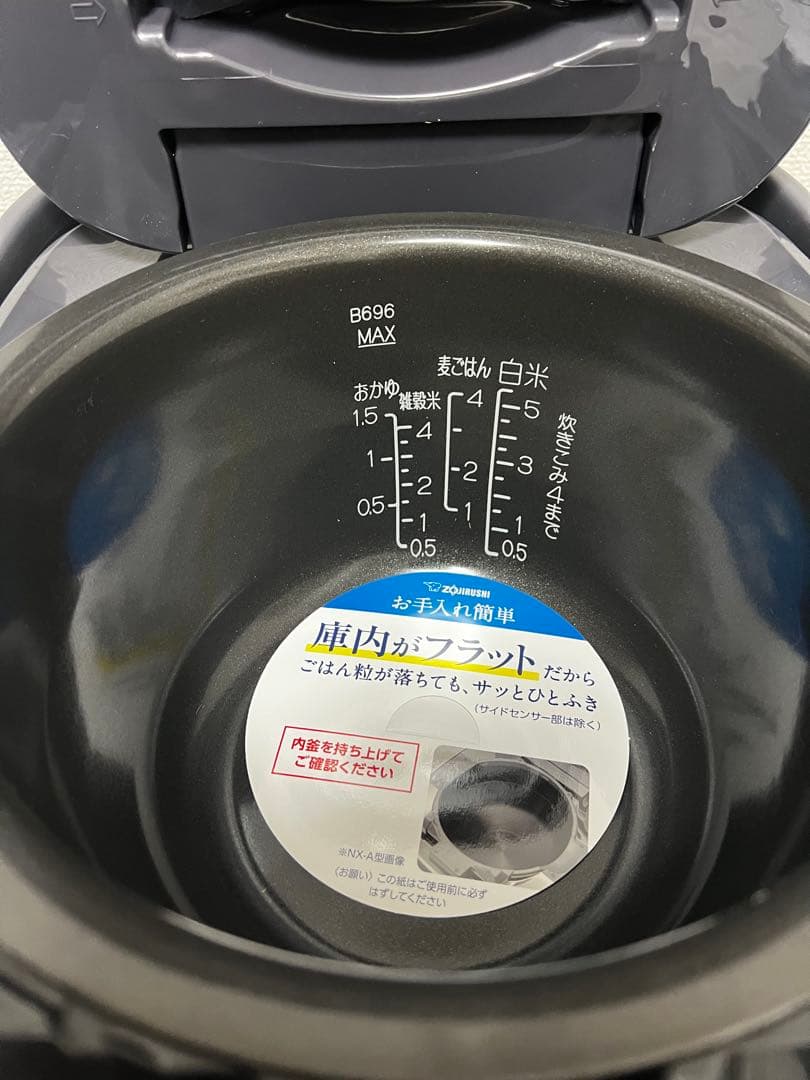 B696
MAX
おかゆ
1.5
1
0.5
雑穀米
4
2
1
0.5
麦ごはん
4
2
1
白米
5
3
1
0.5
炊きこみ4まで
ZOJIRUSHI
お手入れ簡単
庫内がフラットだから
ごはん粒が落ちても、サッとひとふき
(サイドセンサー部は除く)
内釜を持ち上げて
ご確認ください
※NX-A型画像
〈お願い〉この紙はご使用前に必ず
はずしてください